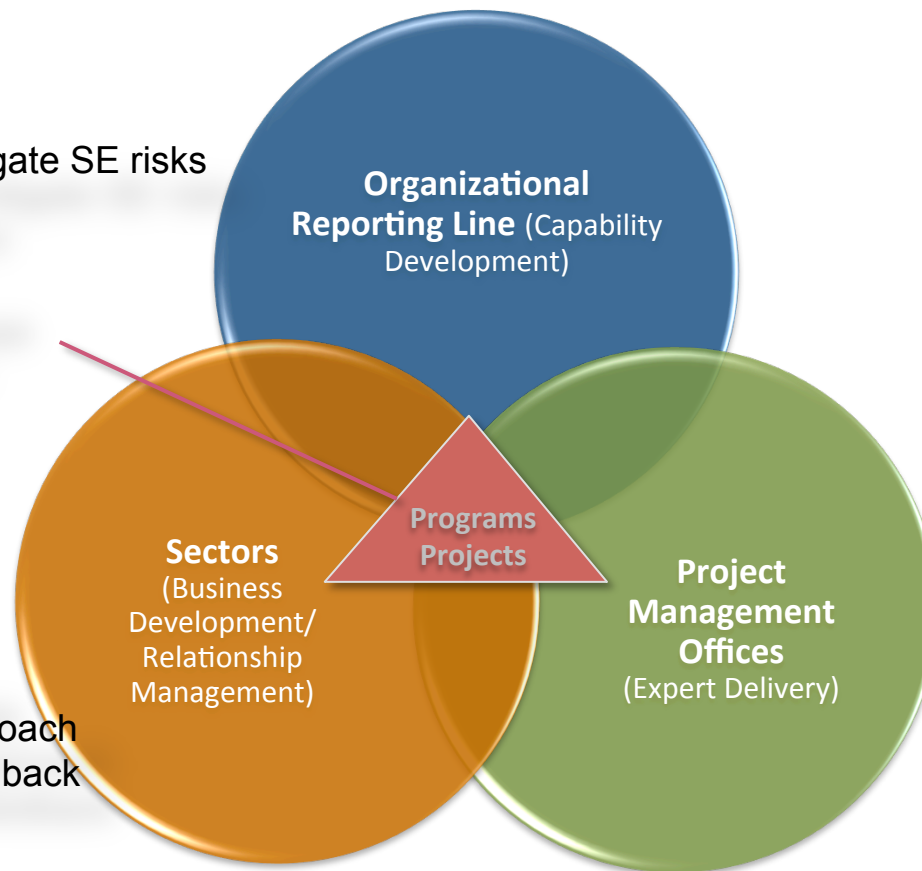 gate SE risks
Organizational
Reporting Line (Capability
Development)
Programs
Projects
Sectors
(Business
Development/
Relationship
Management)
Project
Management
Offices
(Expert Delivery)
oach
back